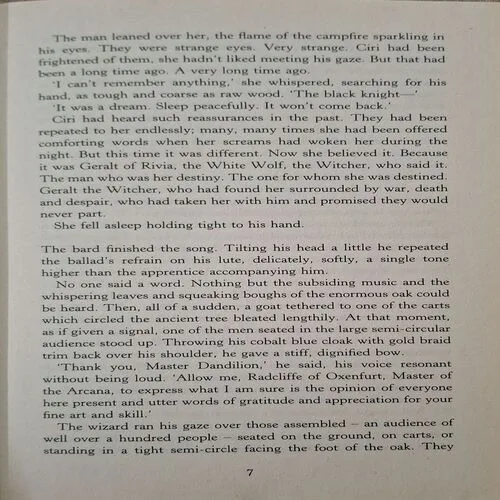 The man leaned over her, the flame of the campfire sparkling in
his eyes. They were strange eyes. Very strange. Ciri had been
frightened of them, she hadn't liked meeting his gaze. But that had
been a long time ago. A very long time ago.
'I can't remember anything,' she whispered, searching for his
hand, as tough and coarse as raw wood. 'The black knight—'
'It was a dream. Sleep peacefully. It won't come back.'
Ciri had heard such reassurances in the past. They had been
repeated to her endlessly; many, many times she had been offered
comforting words when her screams had woken her during the
night. But this time it was different. Now she believed it. Because
it was Geralt of Rivia, the White Wolf, the Witcher, who said it.
The man who was her destiny. The one for whom she was destined.
Geralt the Witcher, who had found her surrounded by war, death
and despair, who had taken her with him and promised they would
never part.
She fell asleep holding tight to his hand.
The bard finished the song. Tilting his head a little he repeated
the ballad's refrain on his lute, delicately, softly, a single tone
higher than the apprentice accompanying him.
No one said a word. Nothing but the subsiding music and the
whispering leaves and squeaking boughs of the enormous oak could
be heard. Then, all of a sudden, a goat tethered to one of the carts
which circled the ancient tree bleated lengthily. At that moment,
as if given a signal, one of the men seated in the large semi-circular
audience stood up. Throwing his cobalt blue cloak with gold braid
trim back over his shoulder, he gave a stiff, dignified bow.
'Thank you, Master Dandilion,' he said, his voice resonant
without being loud. 'Allow me, Radcliffe of Oxenfurt, Master of
the Arcana, to express what I am sure is the opinion of everyone
here present and utter words of gratitude and appreciation for your
fine art and skill.'
The wizard ran his gaze over those assembled – an audience of
well over a hundred people – seated on the ground, on carts, or
standing in a tight semi-circle facing the foot of the oak. They
7